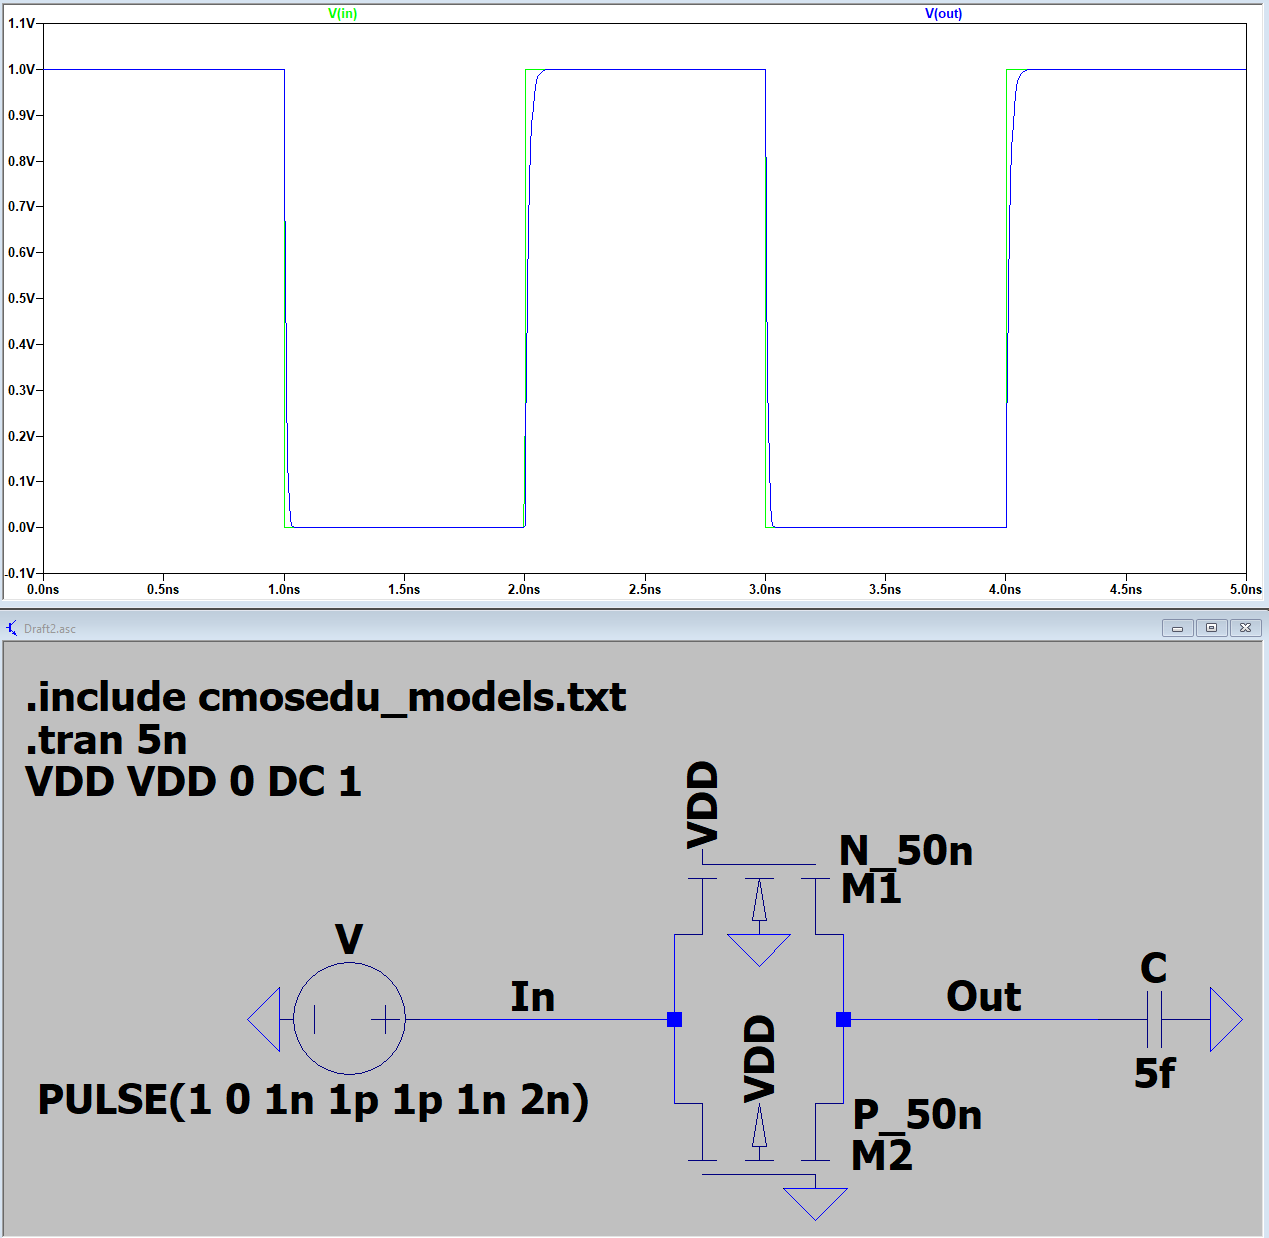 V(in) V(out)
1.1V
1.0V
0.9V
0.8V
0.7V
0.6V
0.5V
0.4V
0.3V
0.2V
0.1V
0.0V
-0.1V
0.0ns 0.5ns 1.0ns 1.5ns 2.0ns 2.5ns 3.0ns 3.5ns 4.0ns 4.5ns 5.0ns
Draft2.asc
.include cmosedu_models.txt
.tran 5n
VDD VDD 0 DC 1
VDD
N_50n
M1
V
In
Out
C
5f
VDD
PULSE(1 0 1n 1p 1p 1n 2n)
P_50n
M2